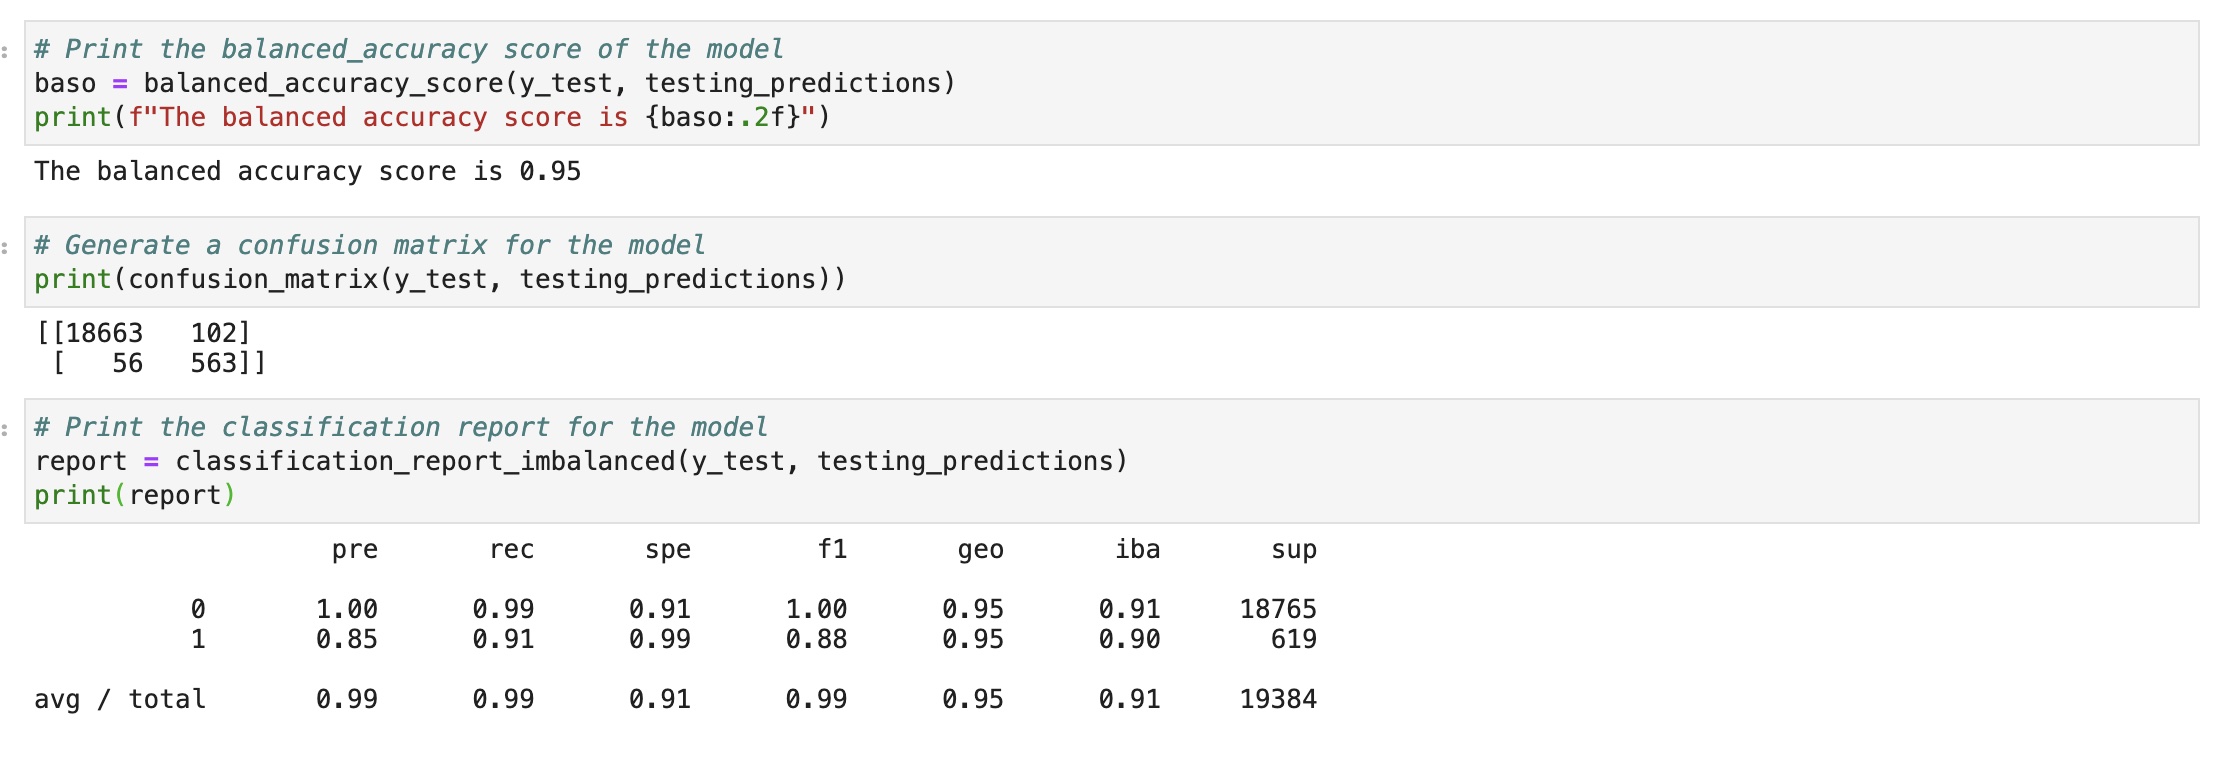 # Print the balanced_accuracy score of the model
baso = balanced_accuracy_score(y_test, testing_predictions)
print(f"The balanced accuracy score is {baso:.2f}")
The balanced accuracy score is 0.95
# Generate a confusion matrix for the model
print(confusion_matrix(y_test, testing_predictions))
[[18663   102]
 [   56   563]]
# Print the classification report for the model
report = classification_report_imbalanced(y_test, testing_predictions)
print(report)
                   pre       rec       spe        f1       geo       iba       sup
          0       1.00      0.99      0.91      1.00      0.95      0.91     18765
          1       0.85      0.91      0.99      0.88      0.95      0.90       619
avg / total       0.99      0.99      0.91      0.99      0.95      0.91     19384